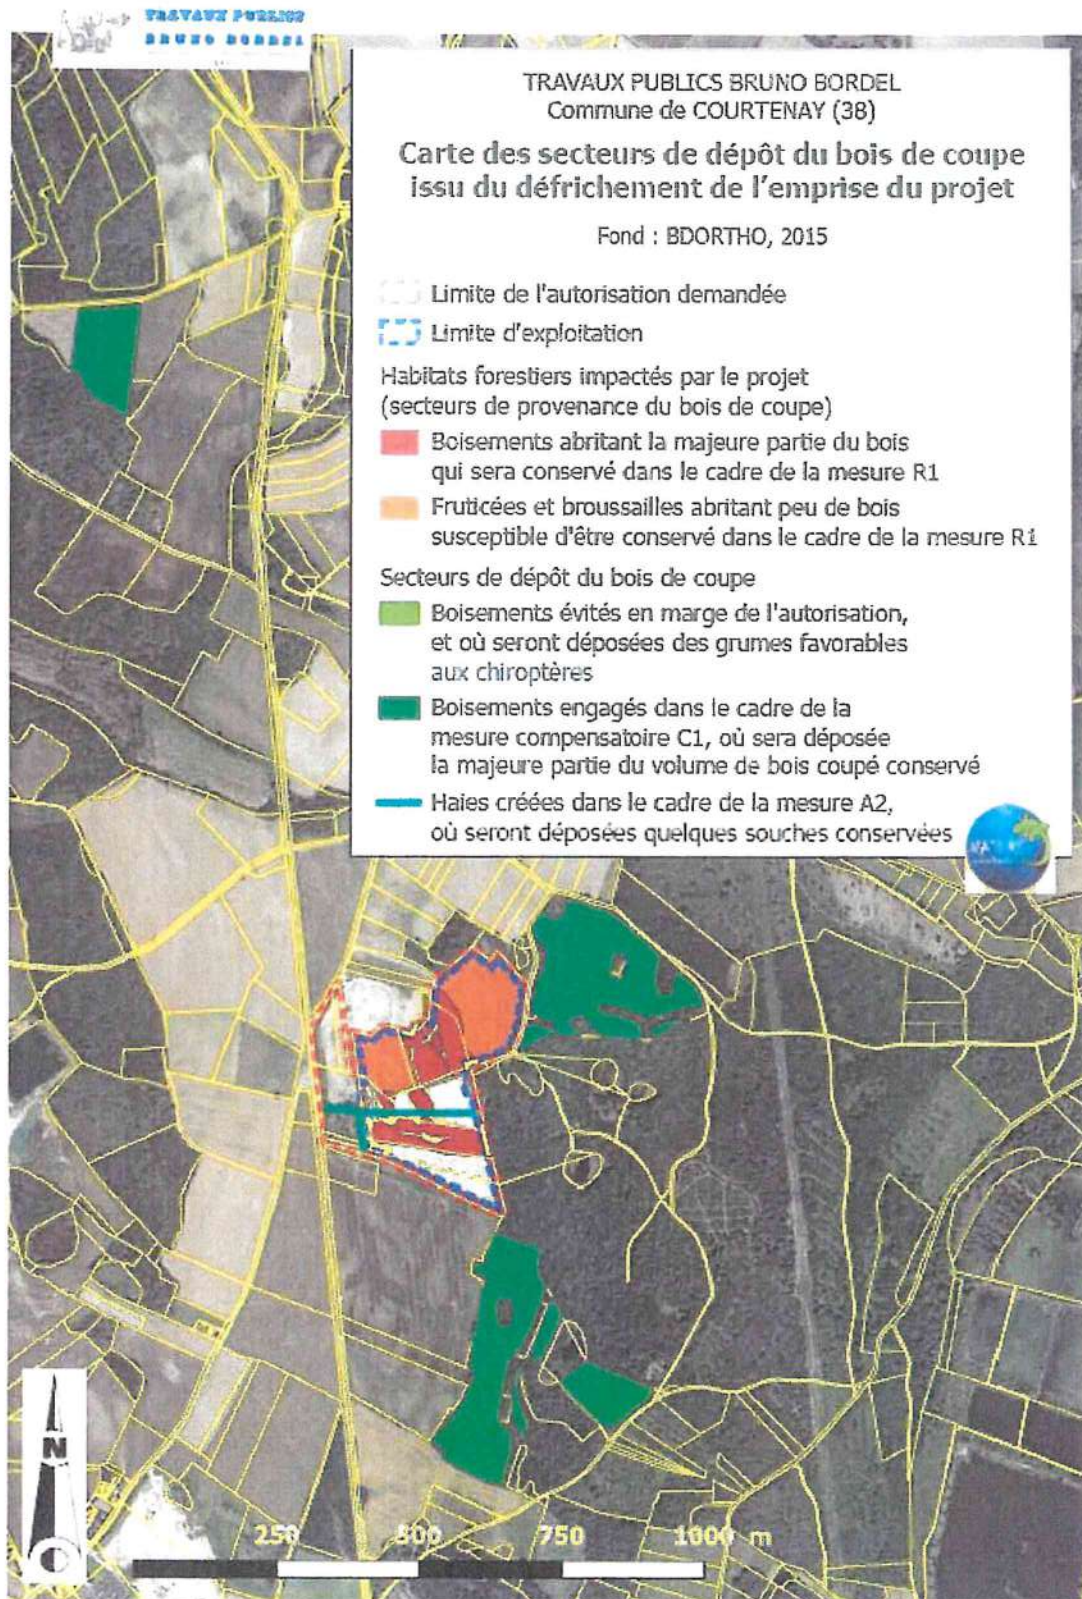 TRAVAUX PUBLICS
BRUNO BORDEL
TRAVAUX PUBLICS BRUNO BORDEL
Commune de COURTENAY (38)
Carte des secteurs de dépôt du bois de coupe
issu du défrichement de l'emprise du projet
Fond : BDORTHO, 2015
Limite de l'autorisation demandée
Limite d'exploitation
Habitats forestiers impactés par le projet
(secteurs de provenance du bois de coupe)
Boisements abritant la majeure partie du bois
qui sera conservé dans le cadre de la mesure R1
Fruticées et broussailles abritant peu de bois
susceptible d'être conservé dans le cadre de la mesure R1
Secteurs de dépôt du bois de coupe
Boisements évités en marge de l'autorisation,
et où seront déposées des grumes favorables
aux chiroptères
Boisements engagés dans le cadre de la
mesure compensatoire C1, où sera déposée
la majeure partie du volume de bois coupé conservé
Haies créées dans le cadre de la mesure A2,
où seront déposées quelques souches conservées
N
250 500 750 1000 m